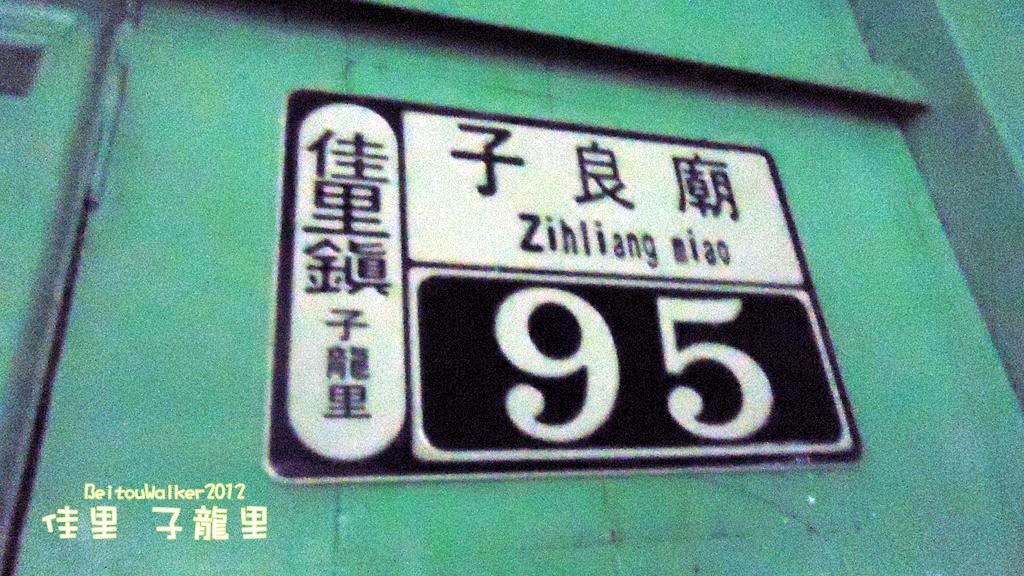 佳里鎮子龍里
子良廟
Zihliang miao
95
BeitouWalker2012
佳里 子龍里